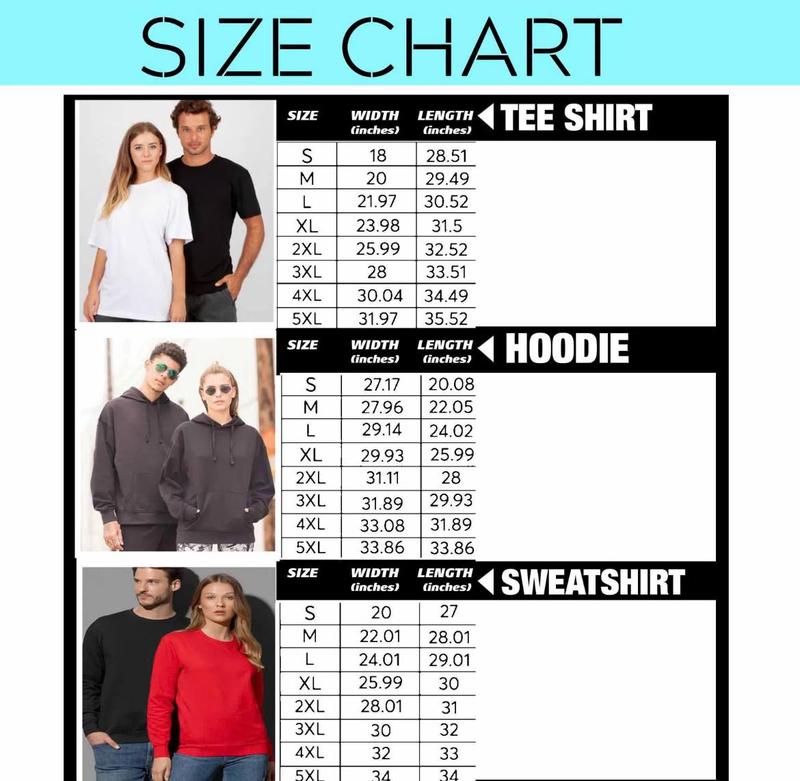 SIZE CHART
SIZE WIDTH LENGTH TEE SHIRT
(inches) (inches)
S 18 28.51
M 20 29.49
L 21.97 30.52
XL 23.98 31.5
2XL 25.99 32.52
3XL 28 33.51
4XL 30.04 34.49
5XL 31.97 35.52
SIZE WIDTH LENGTH HOODIE
(inches) (inches)
S 27.17 20.08
M 27.96 22.05
L 29.14 24.02
XL 29.93 25.99
2XL 31.11 28
3XL 31.89 29.93
4XL 33.08 31.89
5XL 33.86 33.86
SIZE WIDTH LENGTH SWEATSHIRT
(inches) (inches)
S 20 27
M 22.01 28.01
L 24.01 29.01
XL 25.99 30
2XL 28.01 31
3XL 30 32
4XL 32 33
5XL 34 34